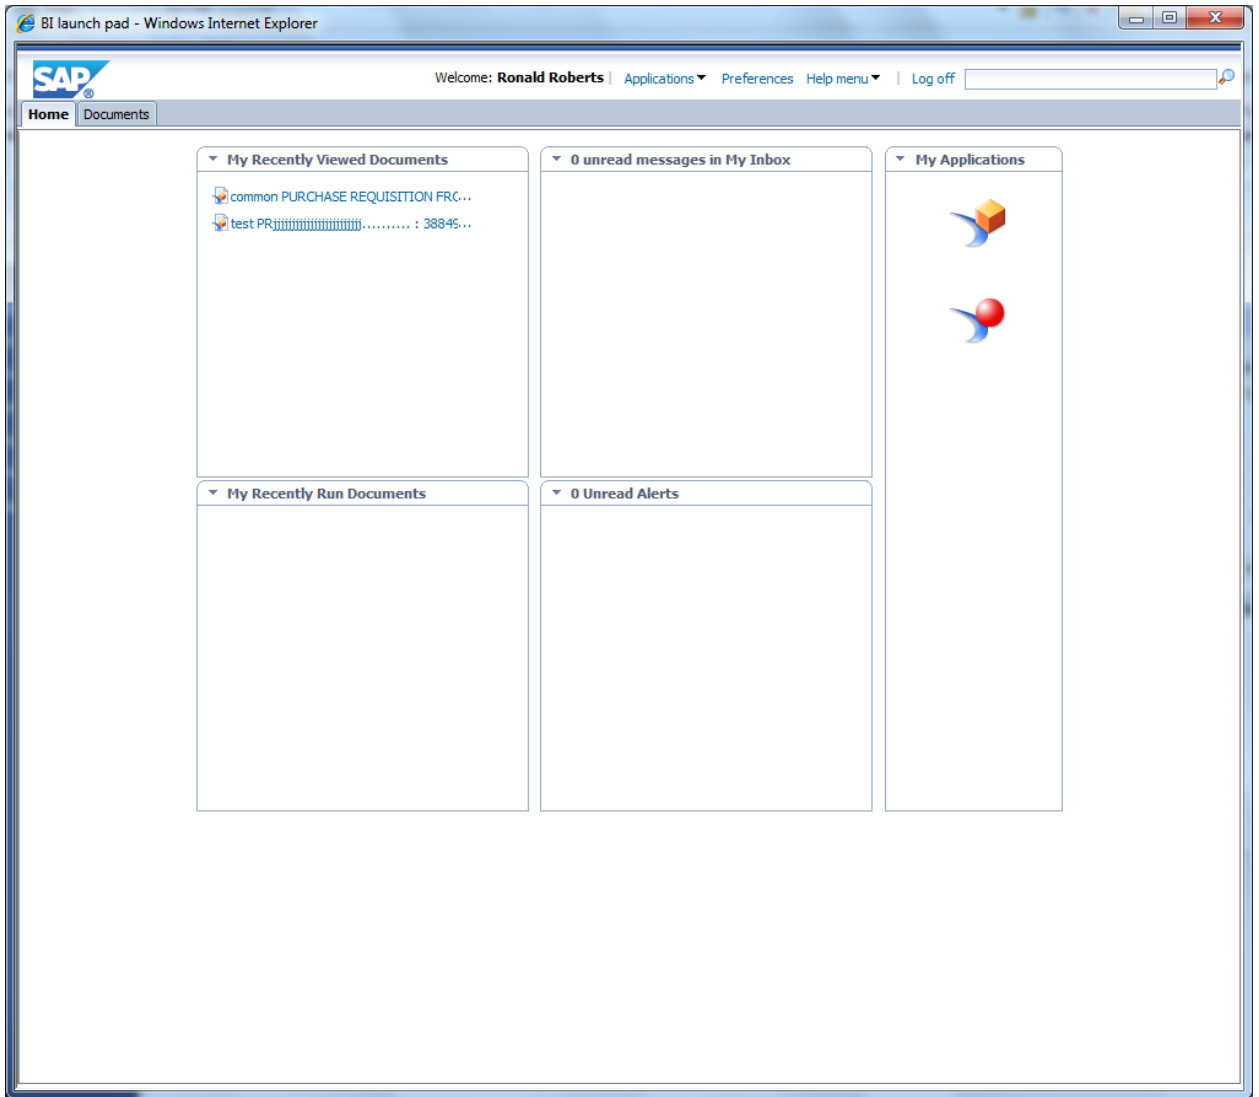 BI launch pad - Windows Internet Explorer
SAP ®
Welcome: Ronald Roberts | Applications Preferences Help menu | Log off
Home Documents
My Recently Viewed Documents
common PURCHASE REQUISITION FRC...
test PRjjjjjjjjjjjjjjjjjjjjjjjj.......... : 38849...
0 unread messages in My Inbox
My Applications
My Recently Run Documents
0 Unread Alerts